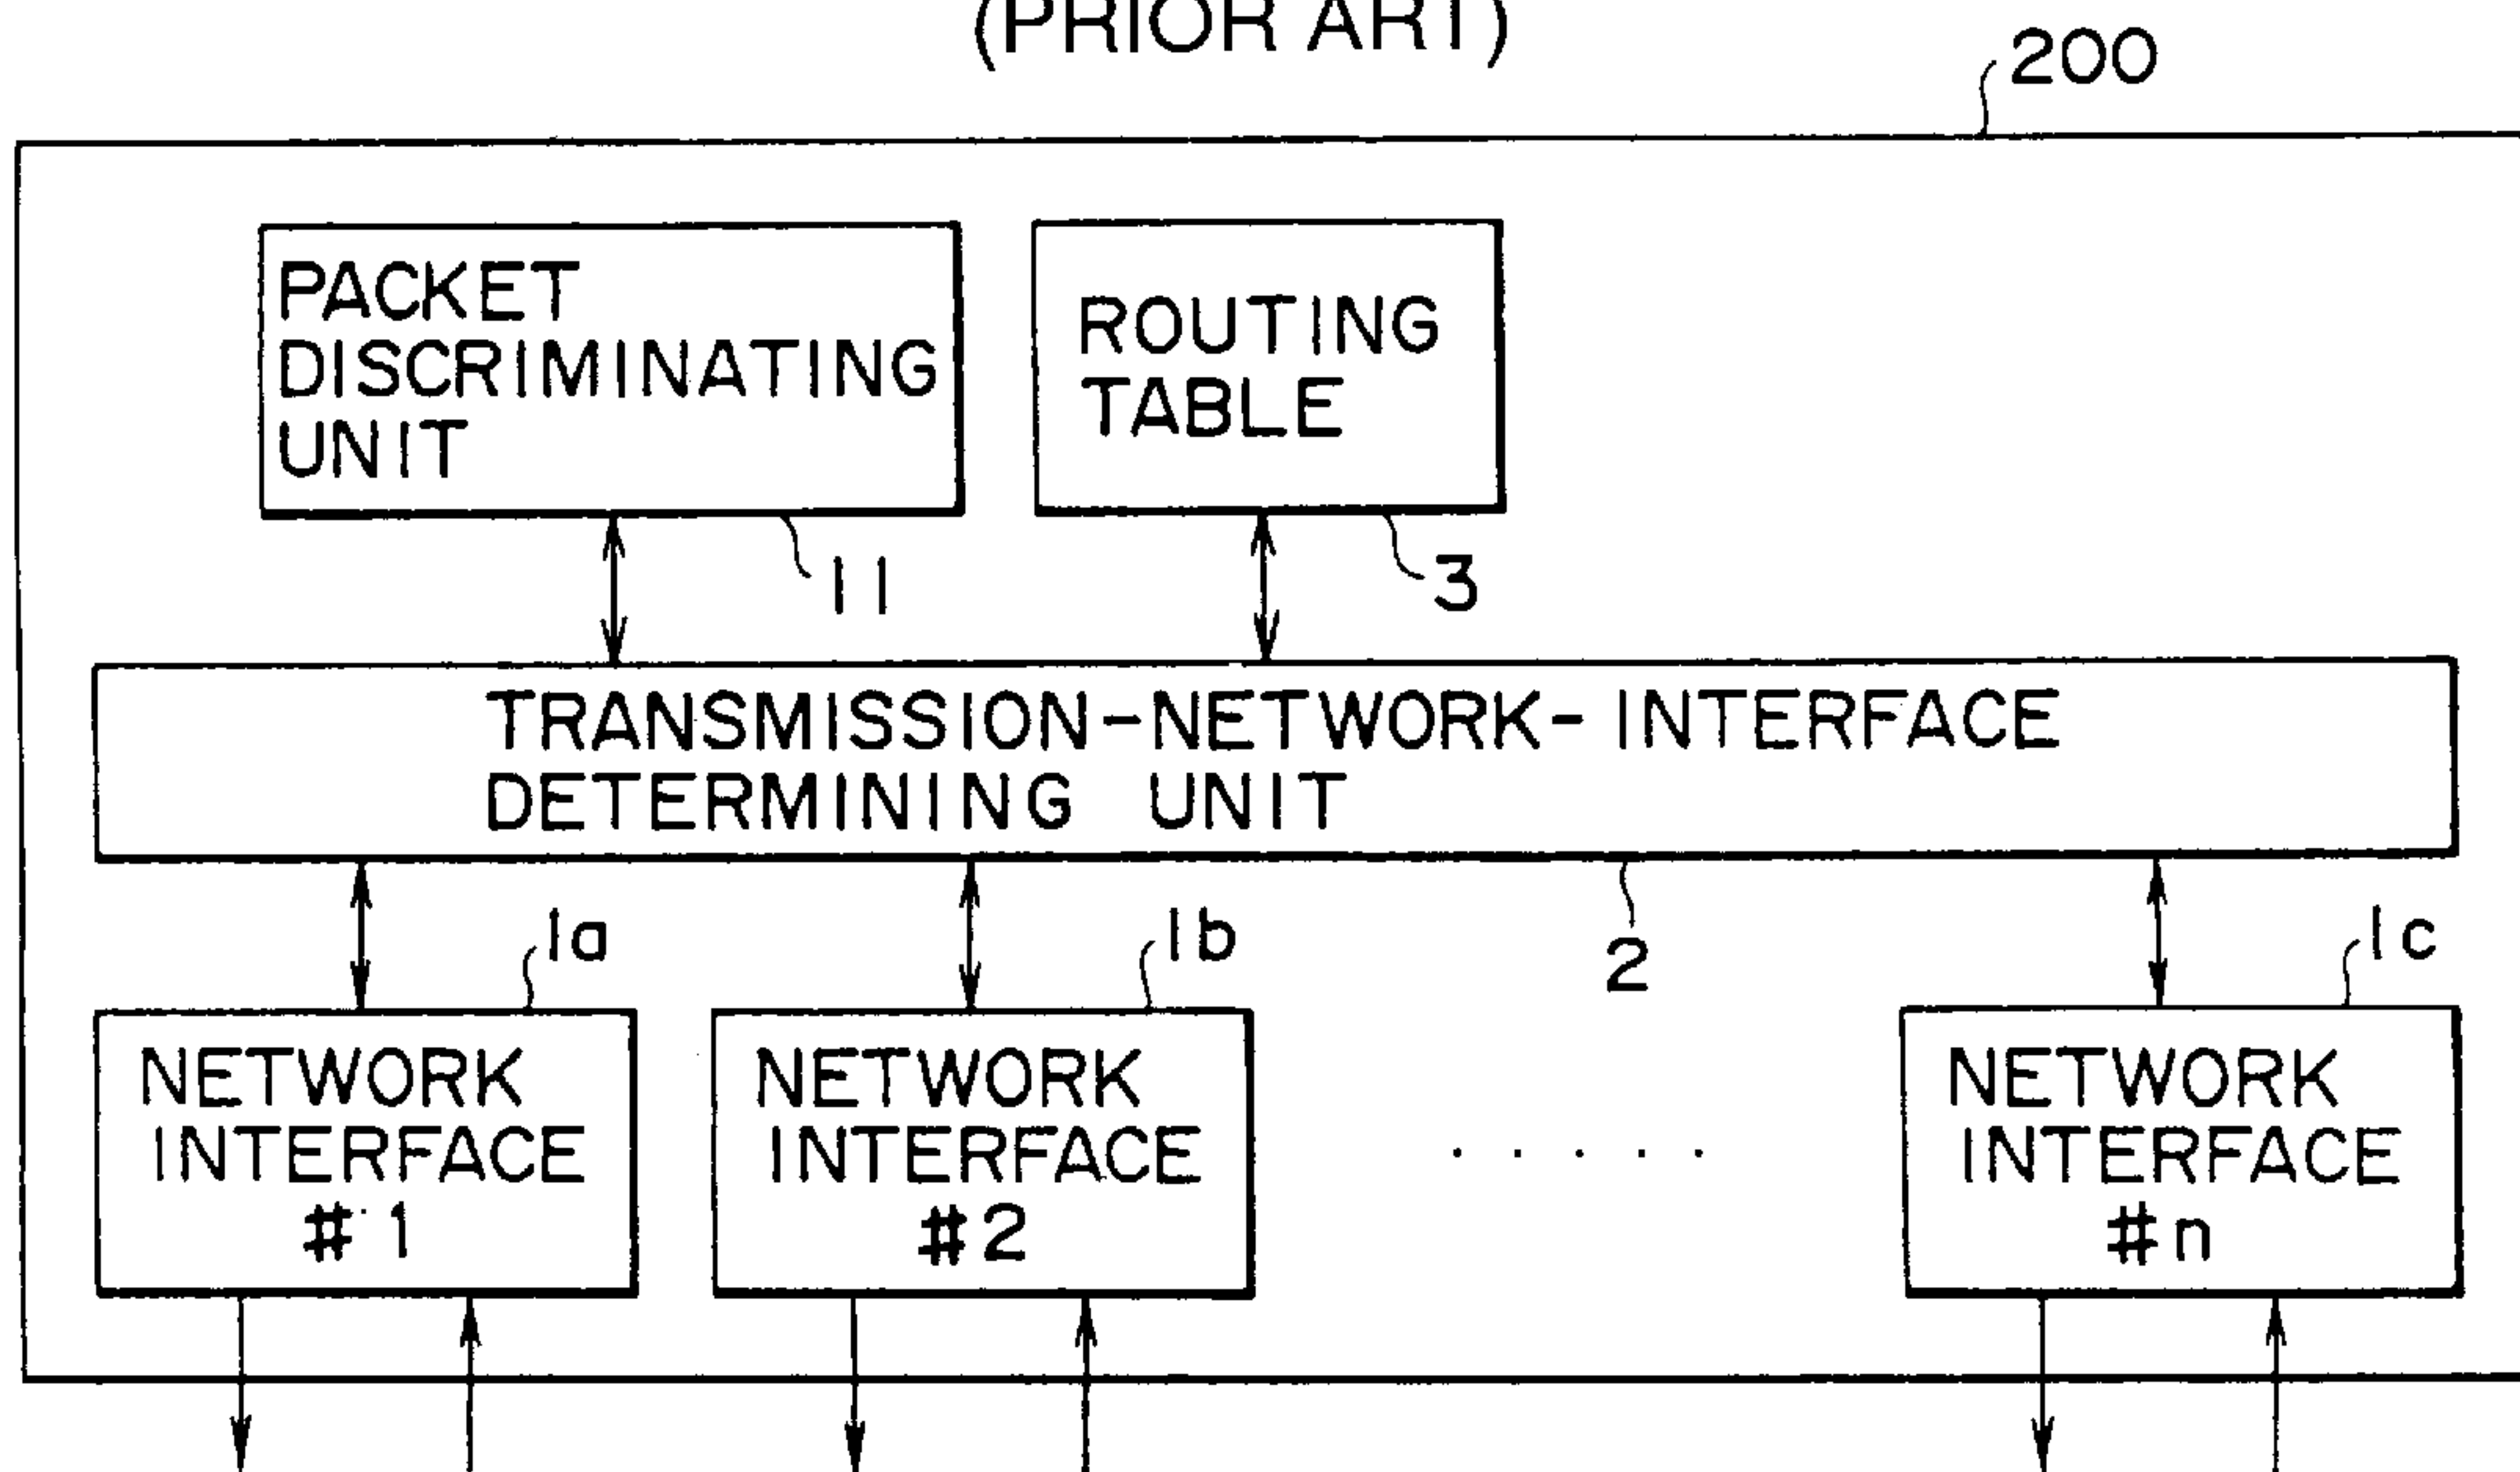 (PRIOR ART)
200
PACKET
DISCRIMINATING
UNIT
ROUTING
TABLE
11
3
TRANSMISSION-NETWORK-INTERFACE
DETERMINING UNIT
1a
1b
2
1c
NETWORK
INTERFACE
#1
NETWORK
INTERFACE
#2
.....
NETWORK
INTERFACE
#n